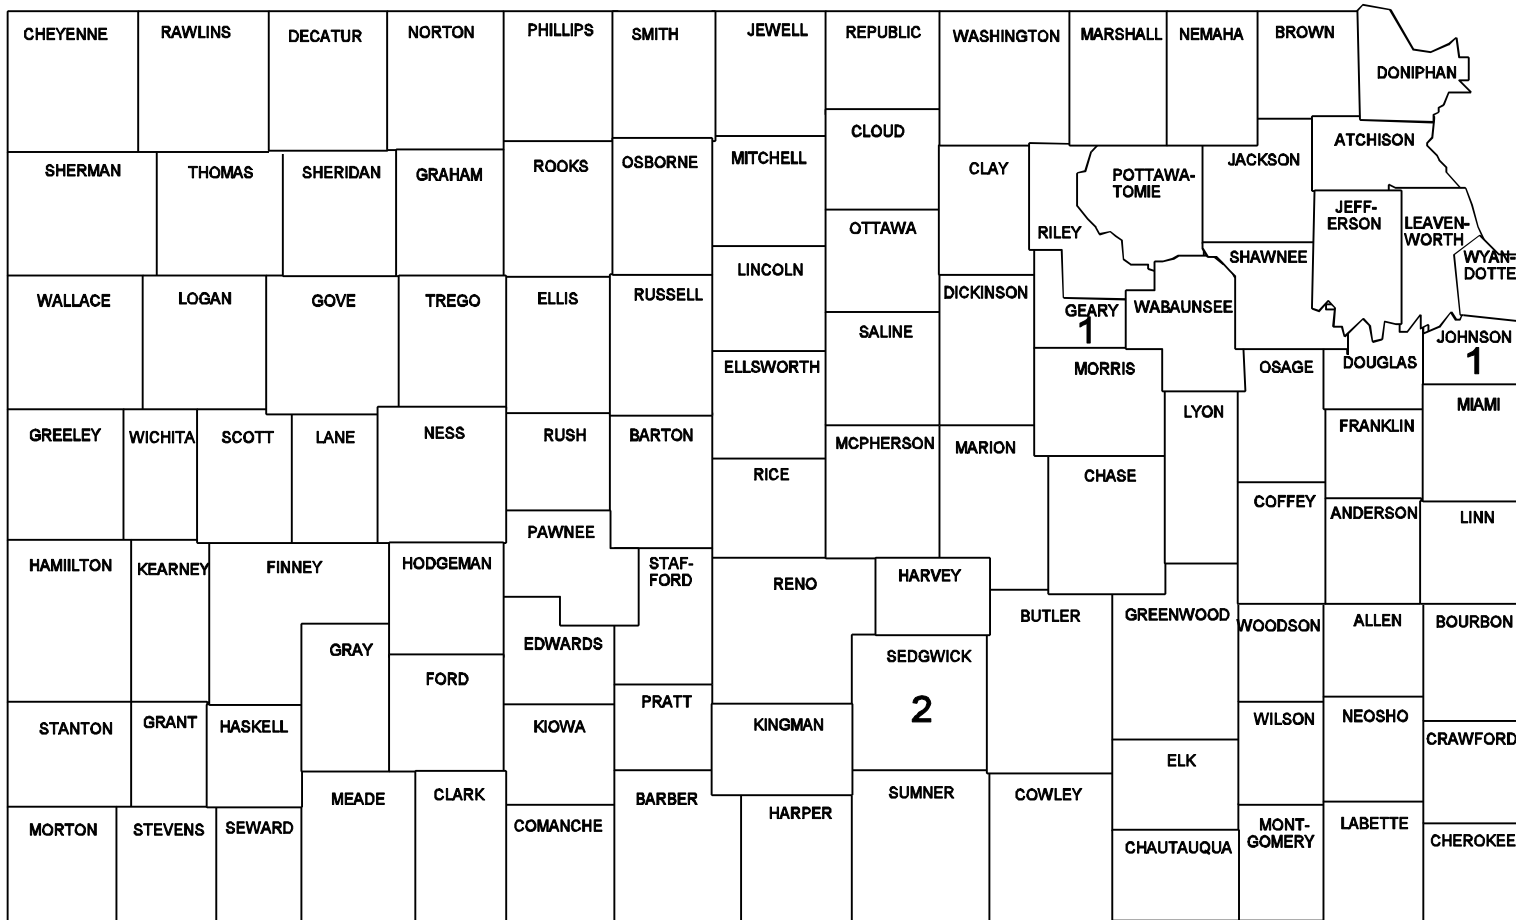 CHEYENNE
RAWLINS
DECATUR
NORTON
PHILLIPS
SMITH
JEWELL
REPUBLIC
WASHINGTON
MARSHALL
NEMAHA
BROWN
DONIPHAN
SHERMAN
THOMAS
SHERIDAN
GRAHAM
ROOKS
OSBORNE
MITCHELL
CLOUD
CLAY
RILEY
POTTAWA-
TOMIE
JACKSON
ATCHISON
JEFF-
ERSON
LEAVEN-
WORTH
WYAN-
DOTTE
WALLACE
LOGAN
GOVE
TREGO
ELLIS
RUSSELL
LINCOLN
OTTAWA
SALINE
DICKINSON
GEARY
1
WABAUNSEE
SHAWNEE
DOUGLAS
JOHNSON
1
ELLSWORTH
MORRIS
OSAGE
MIAMI
GREELEY
WICHITA
SCOTT
LANE
NESS
RUSH
BARTON
RICE
MCPHERSON
MARION
CHASE
LYON
FRANKLIN
COFFEY
ANDERSON
LINN
HAMIILTON
KEARNEY
FINNEY
HODGEMAN
PAWNEE
STAF-
FORD
RENO
HARVEY
BUTLER
GREENWOOD
WOODSON
ALLEN
BOURBON
GRAY
FORD
EDWARDS
PRATT
KINGMAN
SEDGWICK
2
STANTON
GRANT
HASKELL
KIOWA
ELK
WILSON
NEOSHO
CRAWFORD
MORTON
STEVENS
SEWARD
MEADE
CLARK
COMANCHE
BARBER
HARPER
SUMNER
COWLEY
CHAUTAUQUA
MONT-
GOMERY
LABETTE
CHEROKEE